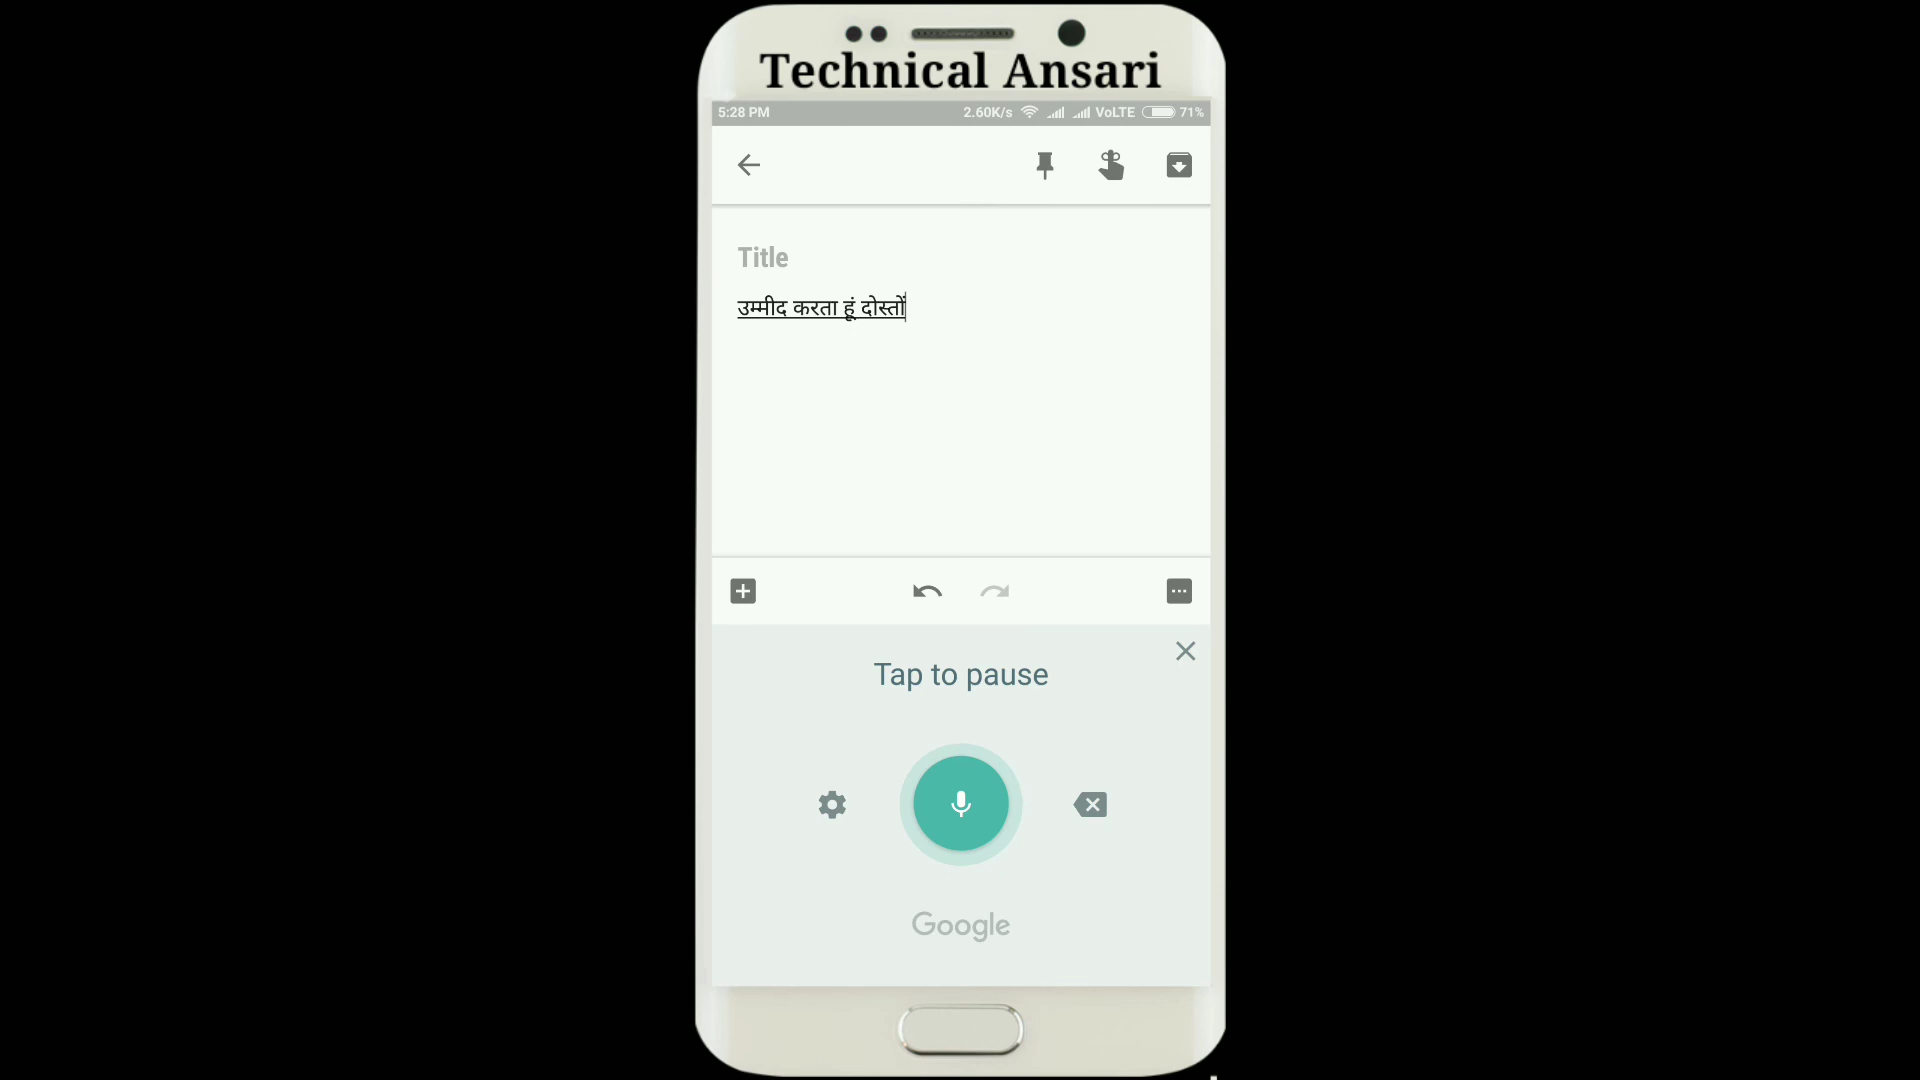 Technical Ansari
5:28 PM 2.60K/s VoLTE 71%
Title
उम्मीद करता हूं दोस्तों
Tap to pause
Google